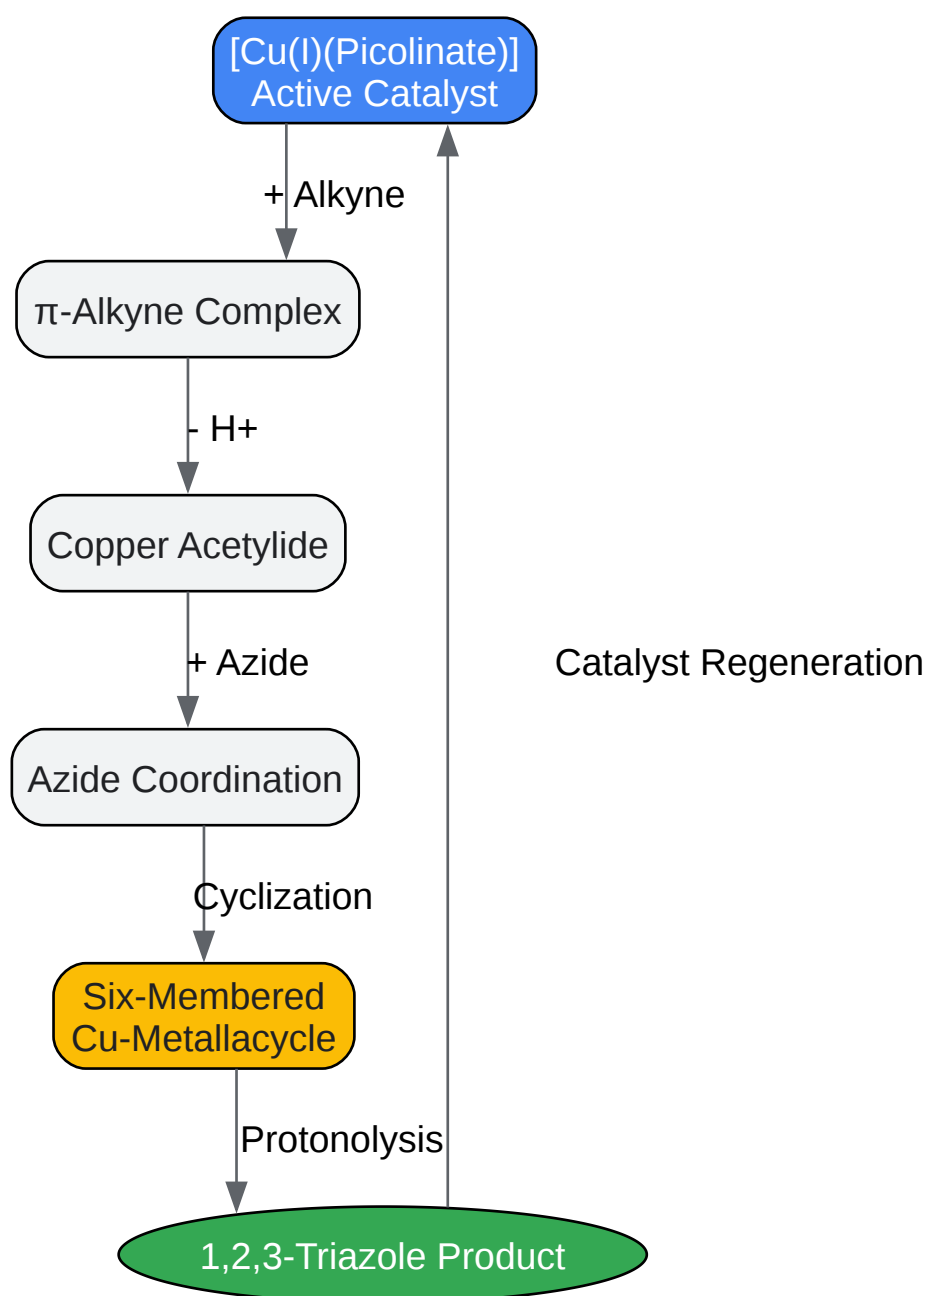 [Cu(I)(Picolinate)]
Active Catalyst
+ Alkyne
π-Alkyne Complex
- H+
Copper Acetylide
+ Azide
Catalyst Regeneration
Azide Coordination
Cyclization
Six-Membered
Cu-Metallacycle
Protonolysis
1,2,3-Triazole Product